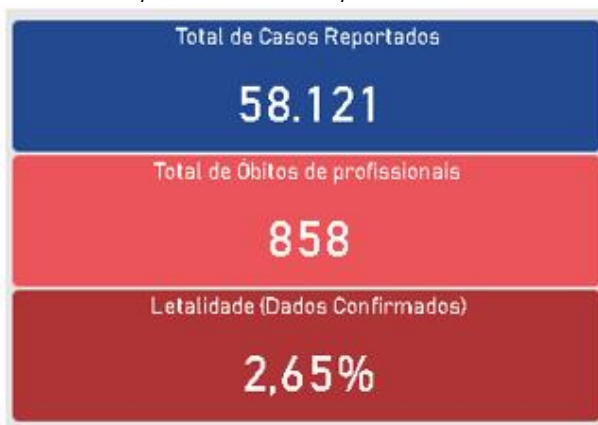 Total de Casos Reportados
58.121
Total de Óbitos de profissionais
858
Letalidade (Dados Confirmados)
2,65%